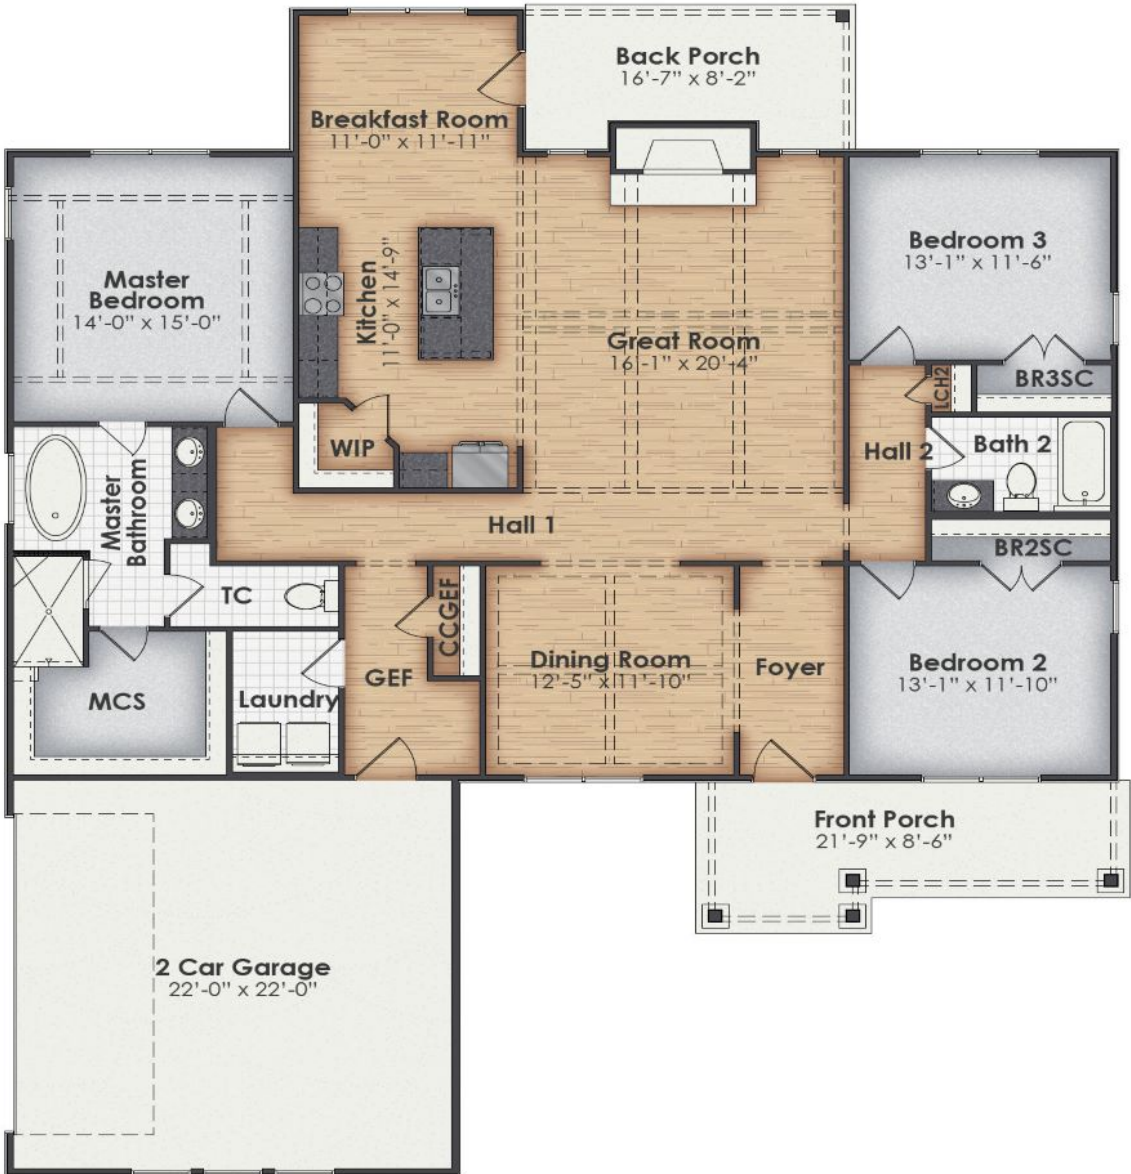 Back Porch
16'-7" x 8'-2"
Breakfast Room
11'-0" x 11'-11"
Master
Bedroom
14'-0" x 15'-0"
Kitchen
11'-0" x 14'-9"
Great Room
16'-1" x 20'-4"
Bedroom 3
13'-1" x 11'-6"
BR3SC
LCH2
WIP
Hall 2
Bath 2
Master
Bathroom
Hall 1
BR2SC
TC
CCGEF
GEF
Dining Room
12'-5" x 11'-10"
Foyer
Bedroom 2
13'-1" x 11'-10"
MCS
Laundry
Front Porch
21'-9" x 8'-6"
2 Car Garage
22'-0" x 22'-0"